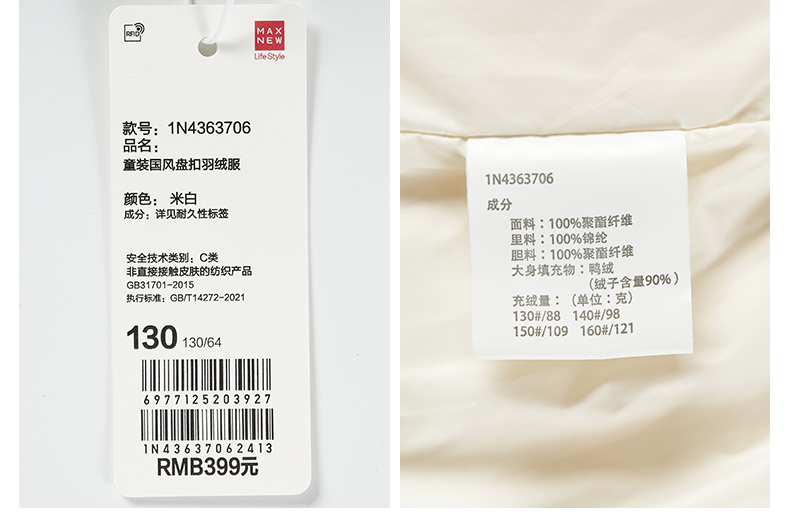 RFID
MAX
NEW
LifeStyle
款号：1N4363706
品名：
童装国风盘扣羽绒服
颜色：米白
成分：详见耐久性标签
安全技术类别：C类
非直接接触皮肤的纺织产品
GB31701-2015
执行标准：GB/T14272-2021
130 130/64
6977125203927
1N43637062413
RMB399元
1N4363706
成分
面料：100%聚酯纤维
里料：100%锦纶
胆料：100%聚酯纤维
大身填充物：鸭绒
（绒子含量90%）
充绒量：（单位：克）
130#/88 140#/98
150#/109 160#/121